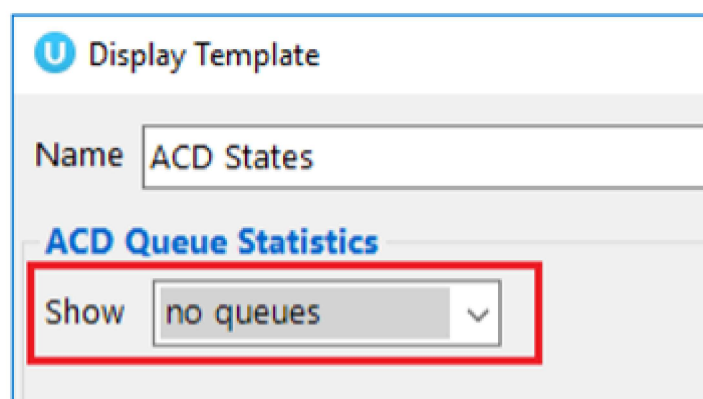 U Display Template
Name ACD States
ACD Queue Statistics
Show no queues